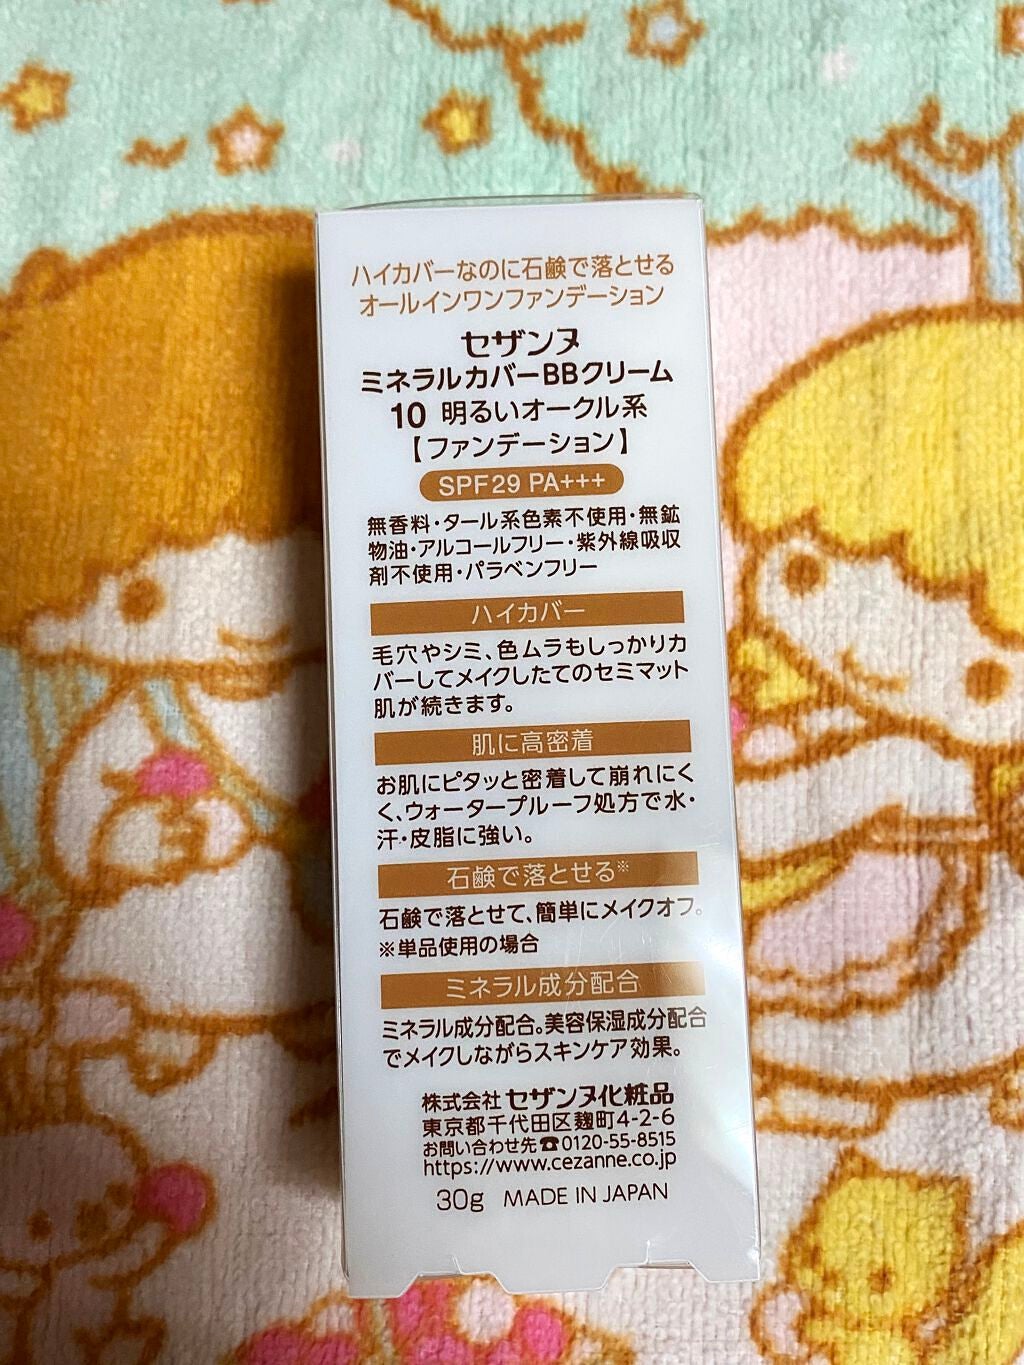 ハイカバーなのに石鹸で落とせる
オールインワンファンデーション
セザンヌ
ミネラルカバーBBクリーム
10 明るいオークル系
【ファンデーション】
SPF29 PA+++
無香料・タール系色素不使用・無鉱
物油・アルコールフリー・紫外線吸収
剤不使用・パラベンフリー
ハイカバー
毛穴やシミ、色ムラもしっかりカ
バーしてメイクしたてのセミマット
肌が続きます。
肌に高密着
お肌にピタッと密着して崩れにく
く、ウォータープルーフ処方で水・
汗・皮脂に強い。
石鹸で落とせる※
石鹸で落とせて、簡単にメイクオフ。
※単品使用の場合
ミネラル成分配合
ミネラル成分配合。美容保湿成分配合
でメイクしながらスキンケア効果。
株式会社 セザンヌ化粧品
東京都千代田区麹町4-2-6
お問い合わせ先☎0120-55-8515
https://www.cezanne.co.jp
30g MADE IN JAPAN